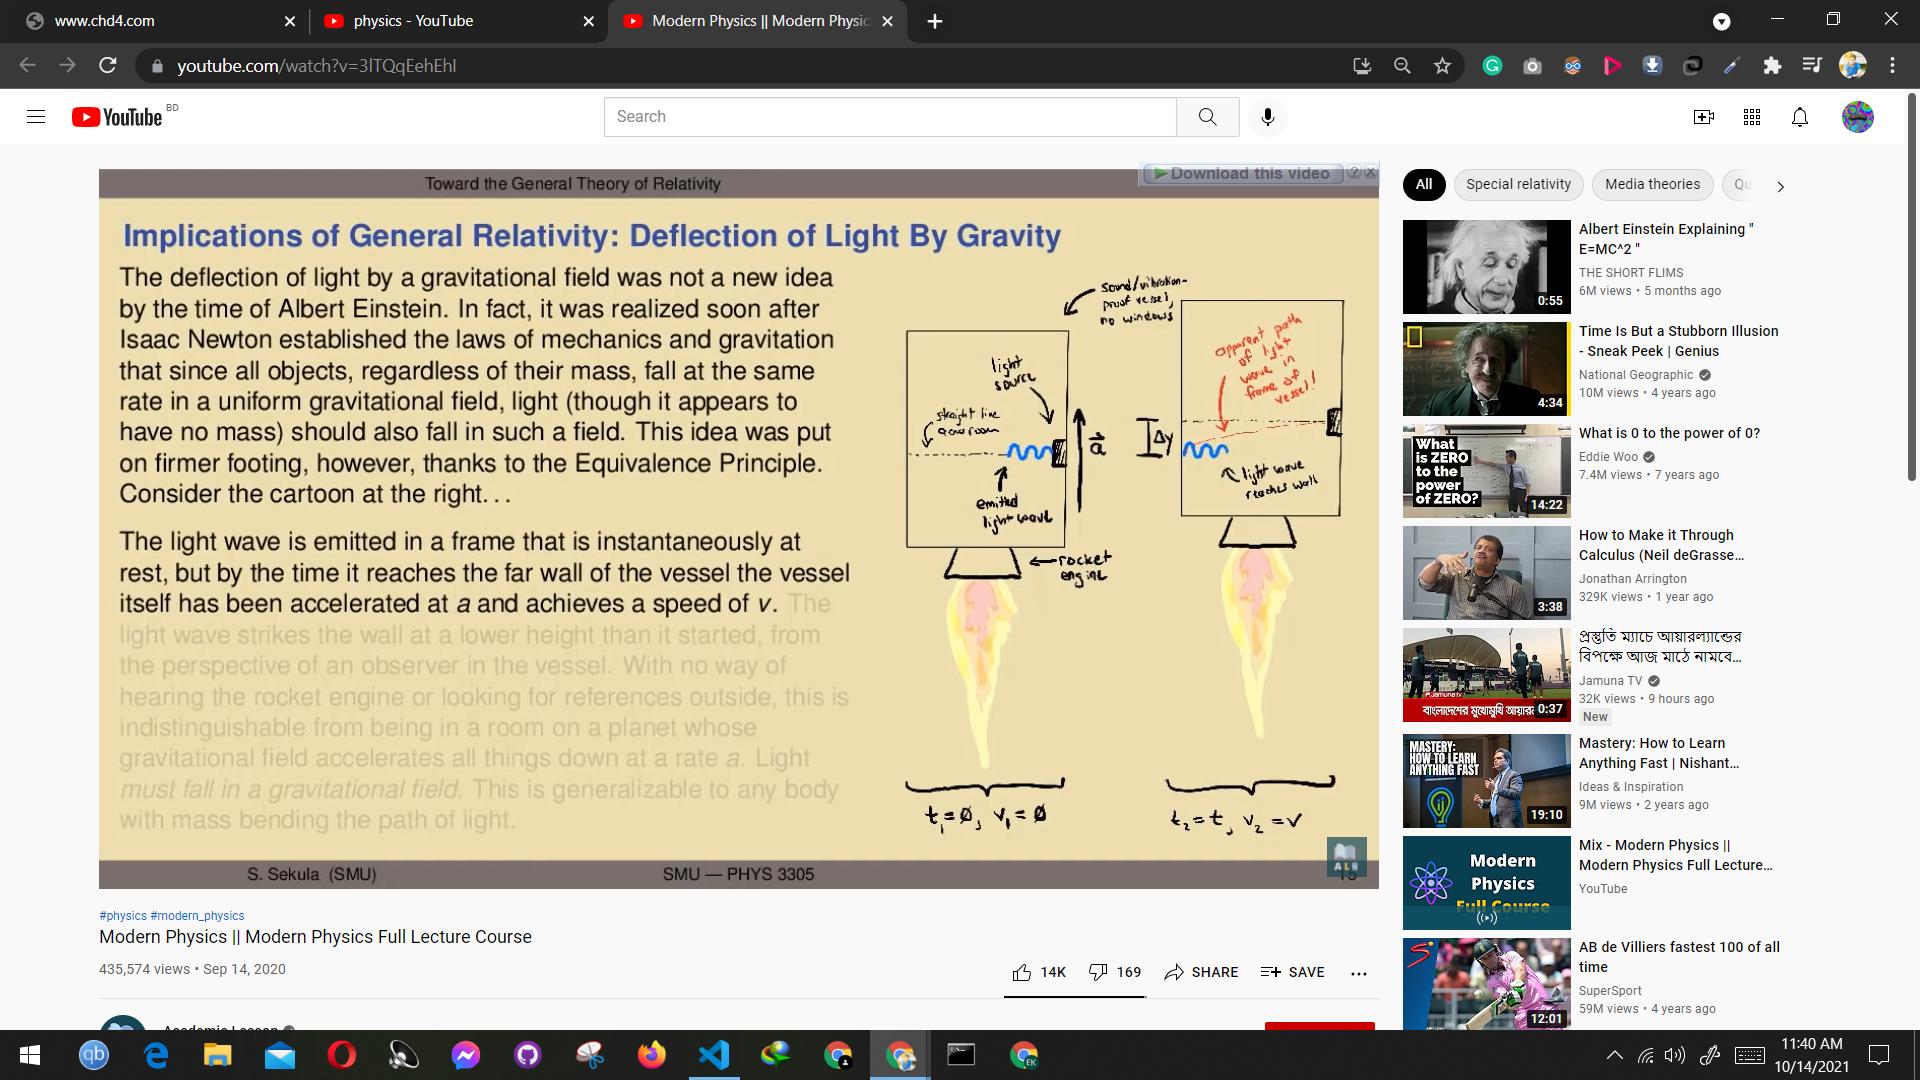 www.chd4.com
physics - YouTube
Modern Physics || Modern Physic
youtube.com/watch?v=3lTQqEehEhI
YouTube BD
Search
Toward the General Theory of Relativity
Download this video
Implications of General Relativity: Deflection of Light By Gravity
The deflection of light by a gravitational field was not a new idea
by the time of Albert Einstein. In fact, it was realized soon after
Isaac Newton established the laws of mechanics and gravitation
that since all objects, regardless of their mass, fall at the same
rate in a uniform gravitational field, light (though it appears to
have no mass) should also fall in such a field. This idea was put
on firmer footing, however, thanks to the Equivalence Principle.
Consider the cartoon at the right...
The light wave is emitted in a frame that is instantaneously at
rest, but by the time it reaches the far wall of the vessel the vessel
itself has been accelerated at a and achieves a speed of v. The
light wave strikes the wall at a lower height than it started, from
the perspective of an observer in the vessel. With no way of
hearing the rocket engine or looking for references outside, this is
indistinguishable from being in a room on a planet whose
gravitational field accelerates all things down at a rate a. Light
must fall in a gravitational field. This is generalizable to any body
with mass bending the path of light.
sound/vibration-
proof vessel,
no windows
light
source
straight line
across room
emitted
light wave
a
rocket
engine
t₁=0, v₁=0
apparent path
of light
wave in
frame of
vessel!
Δy
light wave
reaches wall
t₂=t, v₂=v
S. Sekula (SMU)
SMU — PHYS 3305
15
ALB
#physics #modern_physics
Modern Physics || Modern Physics Full Lecture Course
435,574 views • Sep 14, 2020
14K
169
SHARE
SAVE
Academic Lesson
All
Special relativity
Media theories
Qu
Albert Einstein Explaining "
E=MC^2 "
THE SHORT FLIMS
6M views • 5 months ago
0:55
Time Is But a Stubborn Illusion
- Sneak Peek | Genius
National Geographic
10M views • 4 years ago
4:34
What
is ZERO
to the
power
of ZERO?
14:22
What is 0 to the power of 0?
Eddie Woo
7.4M views • 7 years ago
How to Make it Through
Calculus (Neil deGrasse...
Jonathan Arrington
329K views • 1 year ago
3:38
প্রস্তুতি ম্যাচে আয়ারল্যান্ডের
বিপক্ষে আজ মাঠে নামবে...
Jamuna TV
32K views • 9 hours ago
New
বাংলাদেশের মুখোমুখি আয়ার
0:37
MASTERY:
HOW TO LEARN
ANYTHING FAST
19:10
Mastery: How to Learn
Anything Fast | Nishant...
Ideas & Inspiration
9M views • 2 years ago
Modern
Physics
Full Course
Mix - Modern Physics ||
Modern Physics Full Lecture...
YouTube
AB de Villiers fastest 100 of all
time
SuperSport
59M views • 4 years ago
12:01
qb
EK
11:40 AM
10/14/2021